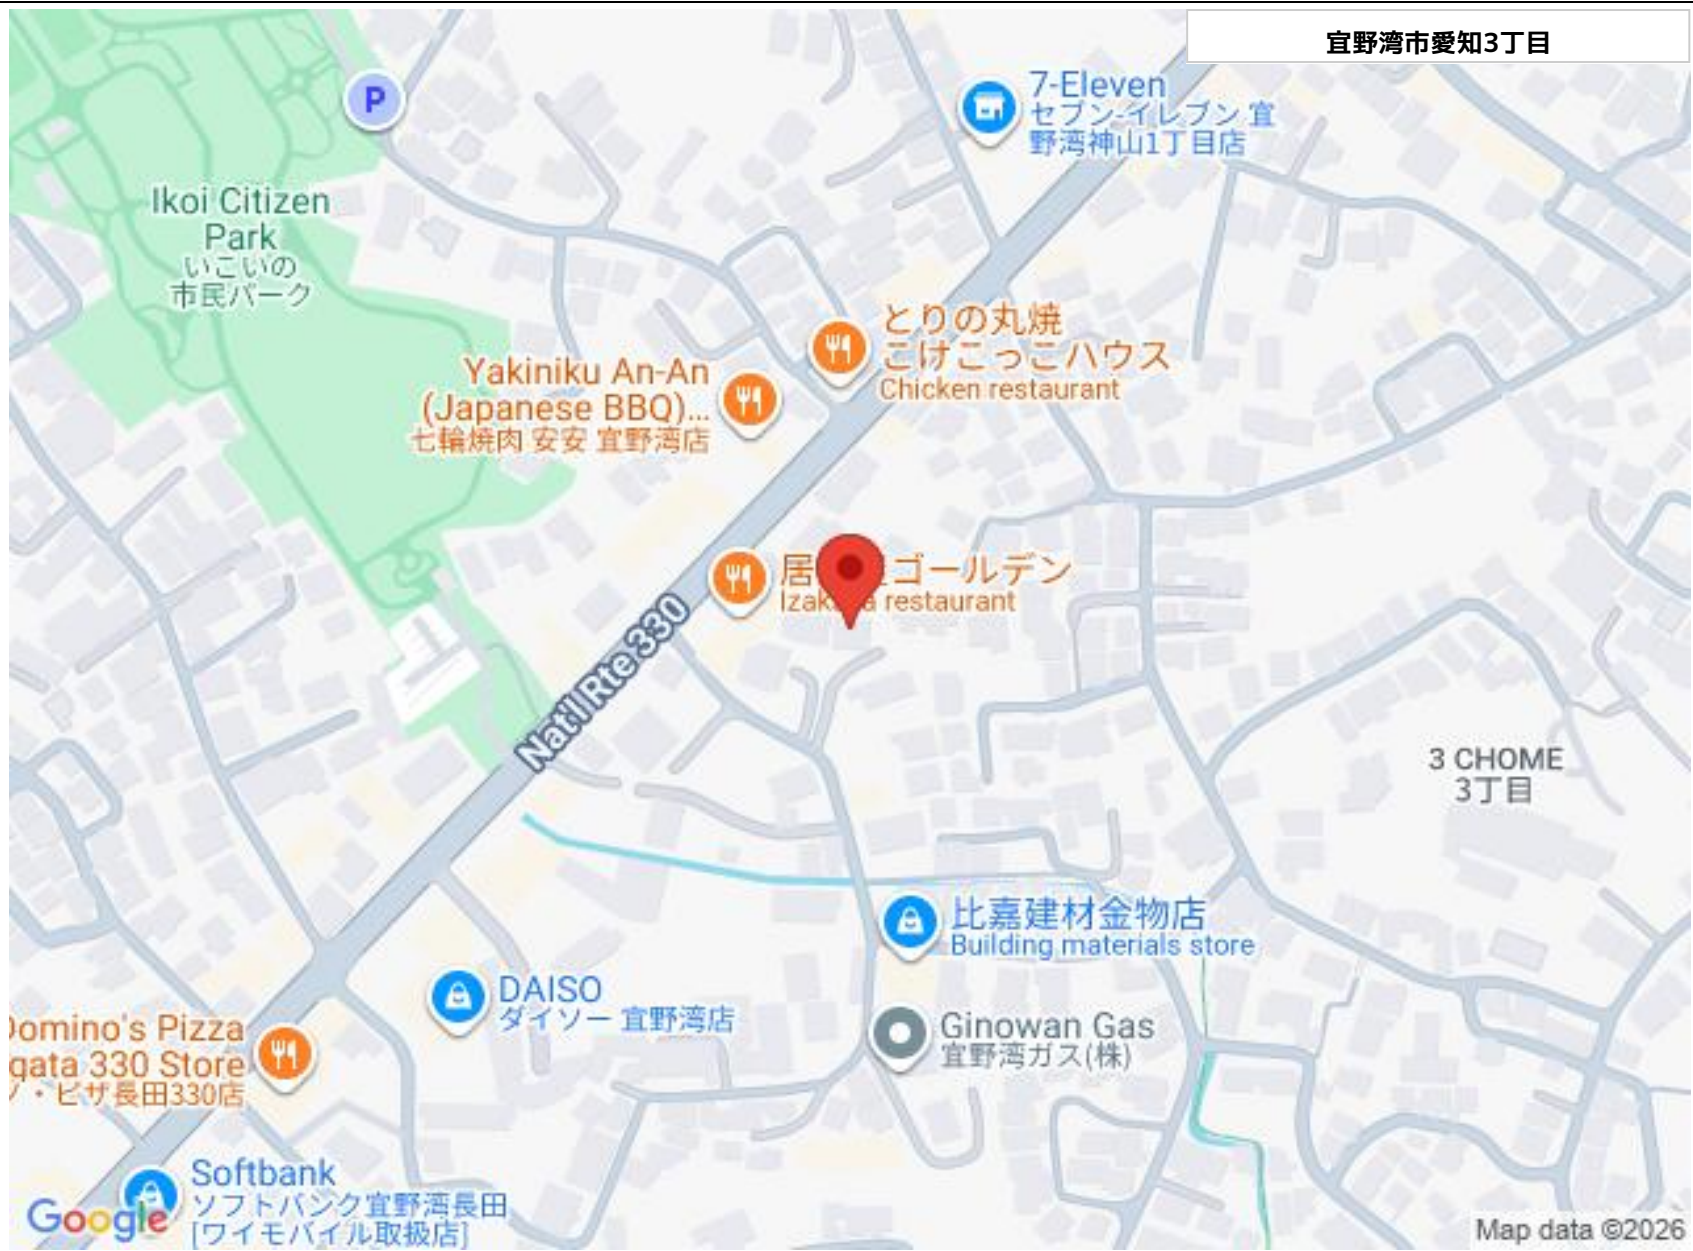 宜野湾市愛知3丁目
7-Eleven
セブン-イレブン 宜
野湾神山1丁目店
P
Ikoi Citizen
Park
いこいの
市民パーク
とりの丸焼
こけこっこハウス
Chicken restaurant
Yakiniku An-An
(Japanese BBQ)...
七輪焼肉 安安 宜野湾店
居 ゴールデン
restaurant
Nat'l Rte 330
3 CHOME
3丁目
比嘉建材金物店
Building materials store
DAISO
ダイソー 宜野湾店
Ginowan Gas
宜野湾ガス(株)
Domino's Pizza
gata 330 Store
・ピザ長田330店
Softbank
ソフトバンク宜野湾長田
[ワイモバイル取扱店]
Google
Map data ©2026